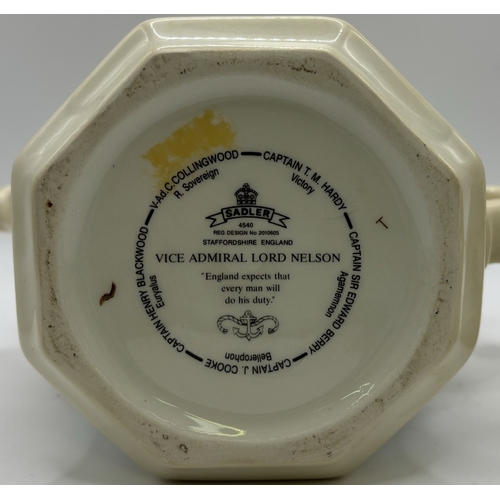 V-Ad.C.COLLINGWOOD
R. Sovereign
CAPTAIN T. M. HARDY
Victory
CAPTAIN SIR EDWARD BERRY
Agamemnon
CAPTAIN J. COOKE
Bellerophon
CAPTAIN HENRY BLACKWOOD
Euryalus
SADLER
4540
REG. DESIGN No 2010605
STAFFORDSHIRE ENGLAND
VICE ADMIRAL LORD NELSON
"England expects that
every man will
do his duty."
T